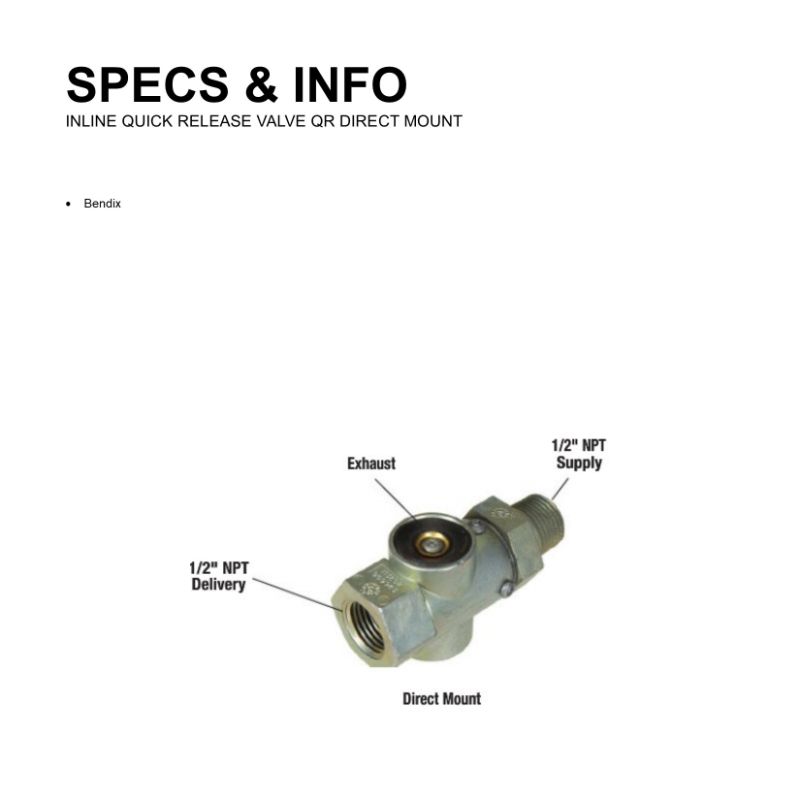 SPECS & INFO
INLINE QUICK RELEASE VALVE QR DIRECT MOUNT
• Bendix
1/2" NPT
Supply
Exhaust
1/2" NPT
Delivery
Direct Mount